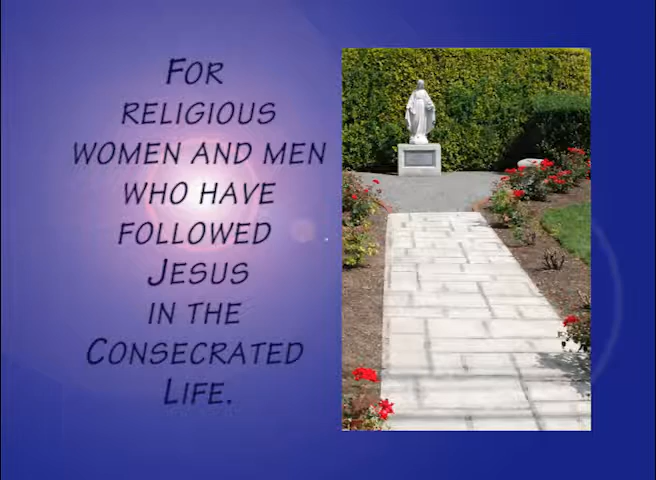 For
religious
women and men
who have
followed
Jesus
in the
Consecrated
Life.